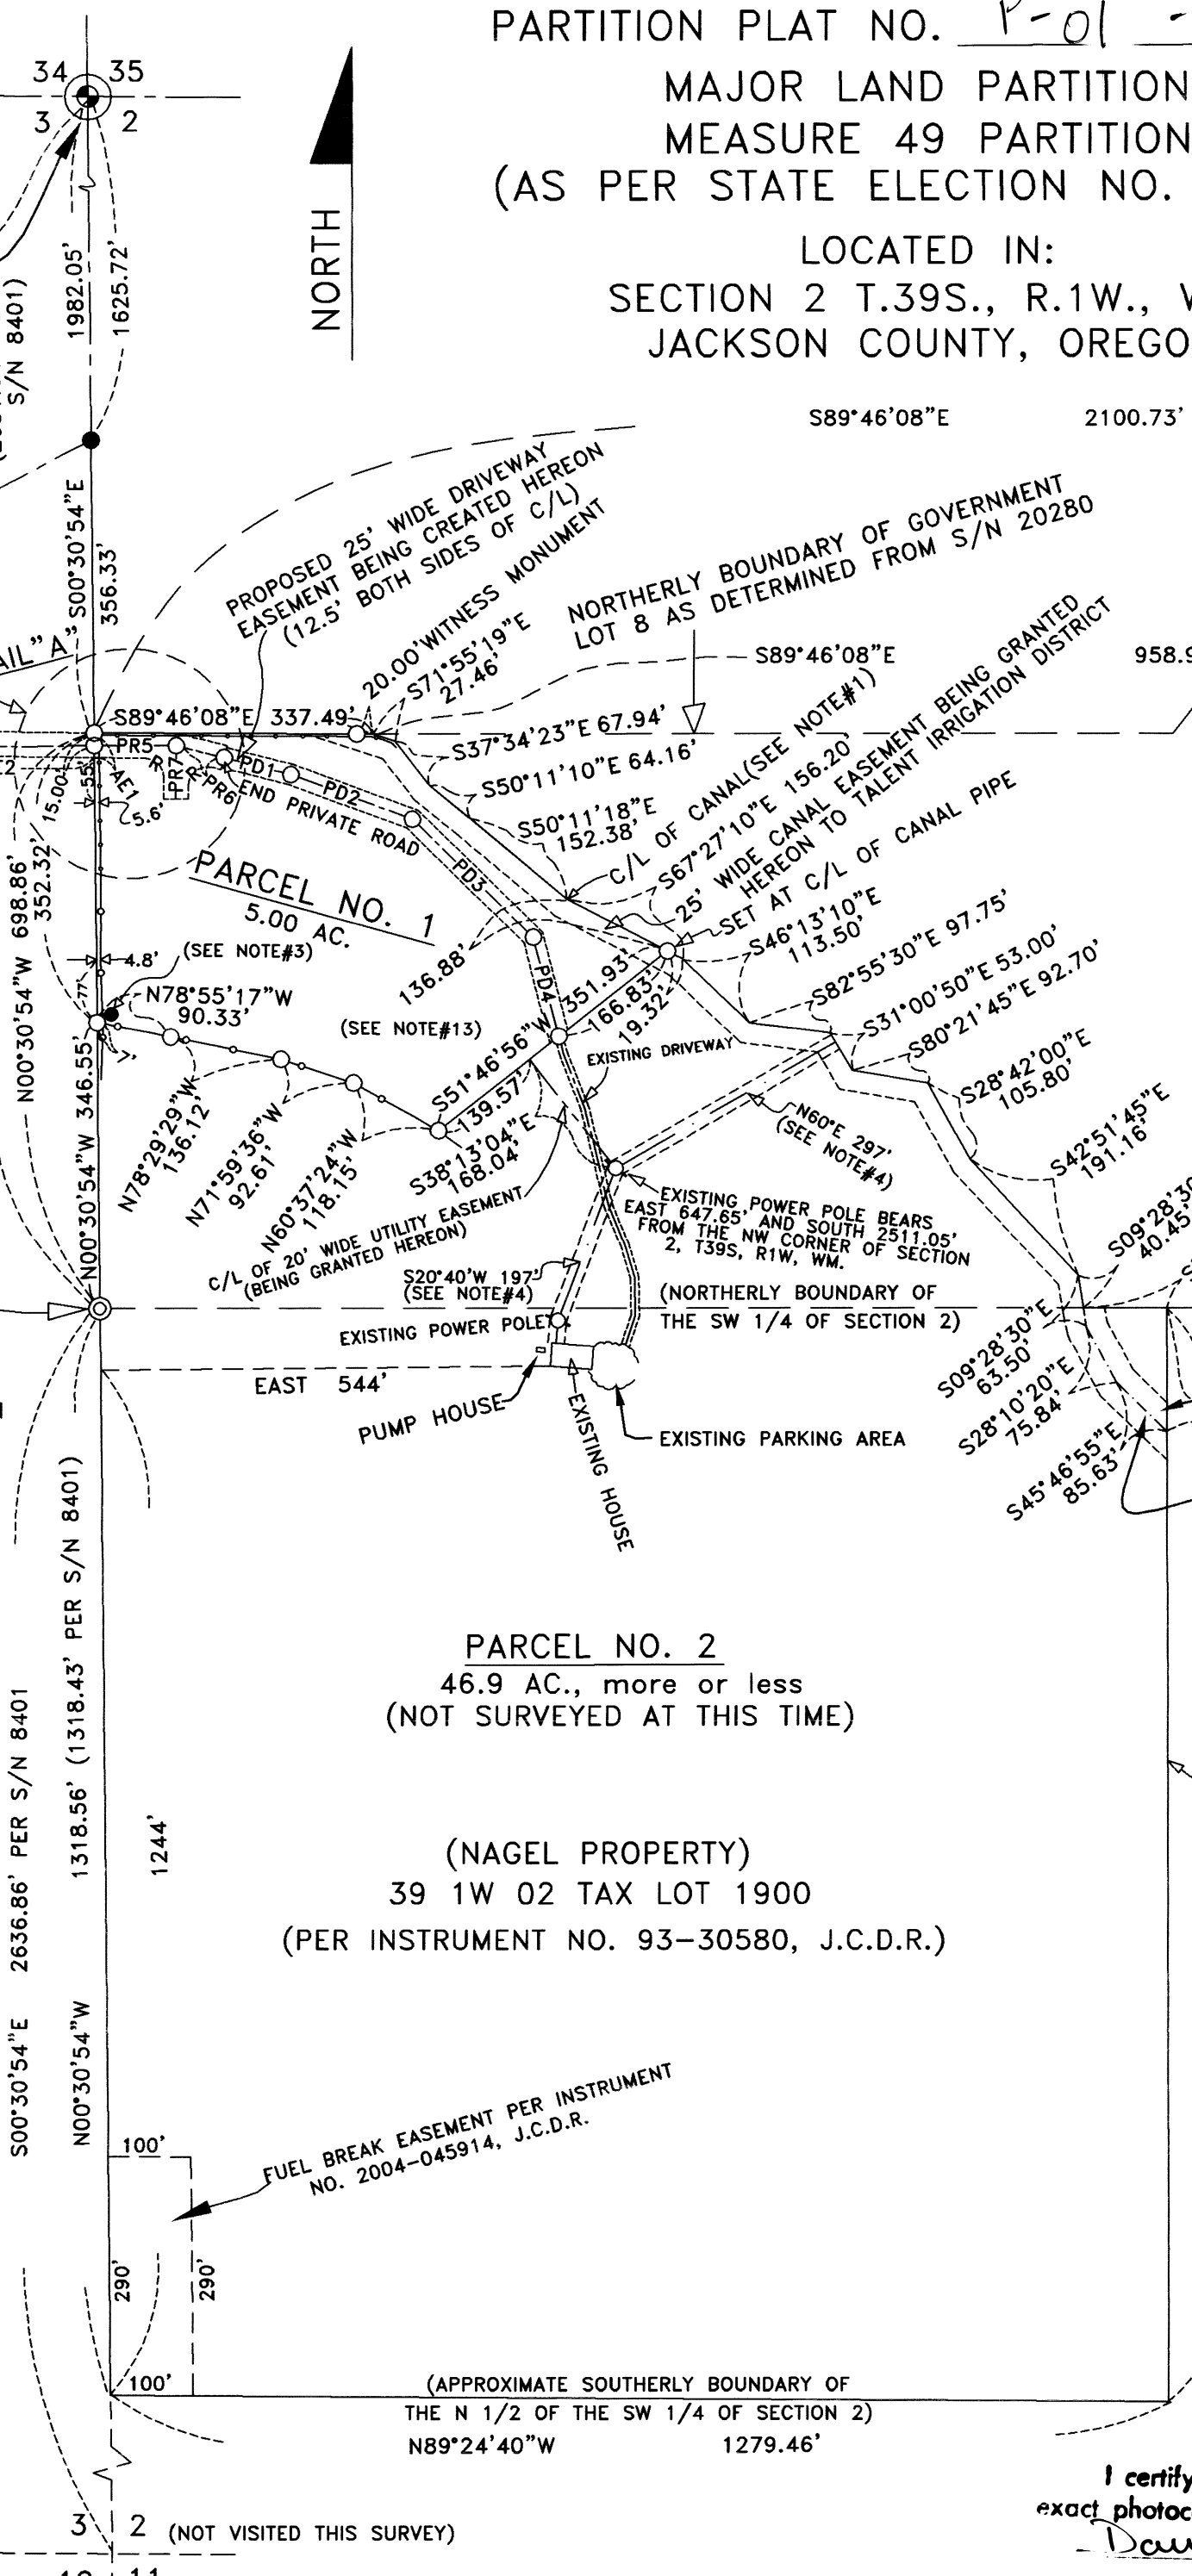 PARTITION PLAT NO. P-01 -
MAJOR LAND PARTITION
MEASURE 49 PARTITION
(AS PER STATE ELECTION NO.
LOCATED IN:
SECTION 2 T.39S., R.1W., W
JACKSON COUNTY, OREGO
34 35
3 2
NORTH
1982.05'
1625.72'
S/N 8401)
S89°46'08"E 2100.73'
S00°30'54"E
356.33'
PROPOSED 25' WIDE DRIVEWAY
EASEMENT BEING CREATED HEREON
(12.5' BOTH SIDES OF C/L)
20.00' WITNESS MONUMENT
S71°55'19"E
27.46'
NORTHERLY BOUNDARY OF GOVERNMENT
LOT 8 AS DETERMINED FROM S/N 20280
S89°46'08"E
958.9
AIL "A"
S89°46'08"E 337.49'
S37°34'23"E 67.94'
S50°11'10"E 64.16'
S50°11'18"E
152.38'
C/L OF CANAL(SEE NOTE#1)
S67°27'10"E 156.20'
25' WIDE CANAL EASEMENT BEING GRANTED
HEREON TO TALENT IRRIGATION DISTRICT
SET AT C/L OF CANAL PIPE
PR5
PR7
PR6
PD1
PD2
PD3
PD4
AE1
END PRIVATE ROAD
15.00'
55'
5.6'
PARCEL NO. 1
5.00 AC.
698.86'
352.32'
N00°30'54"W
4.8'
(SEE NOTE#3)
77'
7'
N78°55'17"W
90.33'
(SEE NOTE#13)
136.88'
351.93'
166.83'
19.32'
S46°13'10"E
113.50'
S82°55'30"E 97.75'
S31°00'50"E 53.00'
S80°21'45"E 92.70'
S28°42'00"E
105.80'
S42°51'45"E
191.16'
S09°28'30
40.45'
EXISTING DRIVEWAY
S51°46'56"W
139.57'
S38°13'04"E
168.04'
N00°30'54"W 346.55'
N78°29'29"W
136.12'
N71°59'36"W
92.61'
N60°37'24"W
118.15'
C/L OF 20' WIDE UTILITY EASEMENT
(BEING GRANTED HEREON)
N60°E 297'
(SEE NOTE#4)
EXISTING POWER POLE BEARS
EAST 647.65' AND SOUTH 2511.05'
FROM THE NW CORNER OF SECTION
2, T39S, R1W, WM.
S20°40'W 197'
(SEE NOTE#4)
(NORTHERLY BOUNDARY OF
THE SW 1/4 OF SECTION 2)
EXISTING POWER POLE
EAST 544'
PUMP HOUSE
EXISTING HOUSE
EXISTING PARKING AREA
S09°28'30"E
63.50'
S28°10'20"E
75.84'
S45°46'55"E
85.63'
PARCEL NO. 2
46.9 AC., more or less
(NOT SURVEYED AT THIS TIME)
(NAGEL PROPERTY)
39 1W 02 TAX LOT 1900
(PER INSTRUMENT NO. 93-30580, J.C.D.R.)
S00°30'54"E 2636.86' PER S/N 8401
N00°30'54"W 1318.56' (1318.43' PER S/N 8401)
1244'
100'
FUEL BREAK EASEMENT PER INSTRUMENT
NO. 2004-045914, J.C.D.R.
290'
290'
100'
(APPROXIMATE SOUTHERLY BOUNDARY OF
THE N 1/2 OF THE SW 1/4 OF SECTION 2)
N89°24'40"W 1279.46'
I certify
exact photoc
3 2 (NOT VISITED THIS SURVEY)
10 11